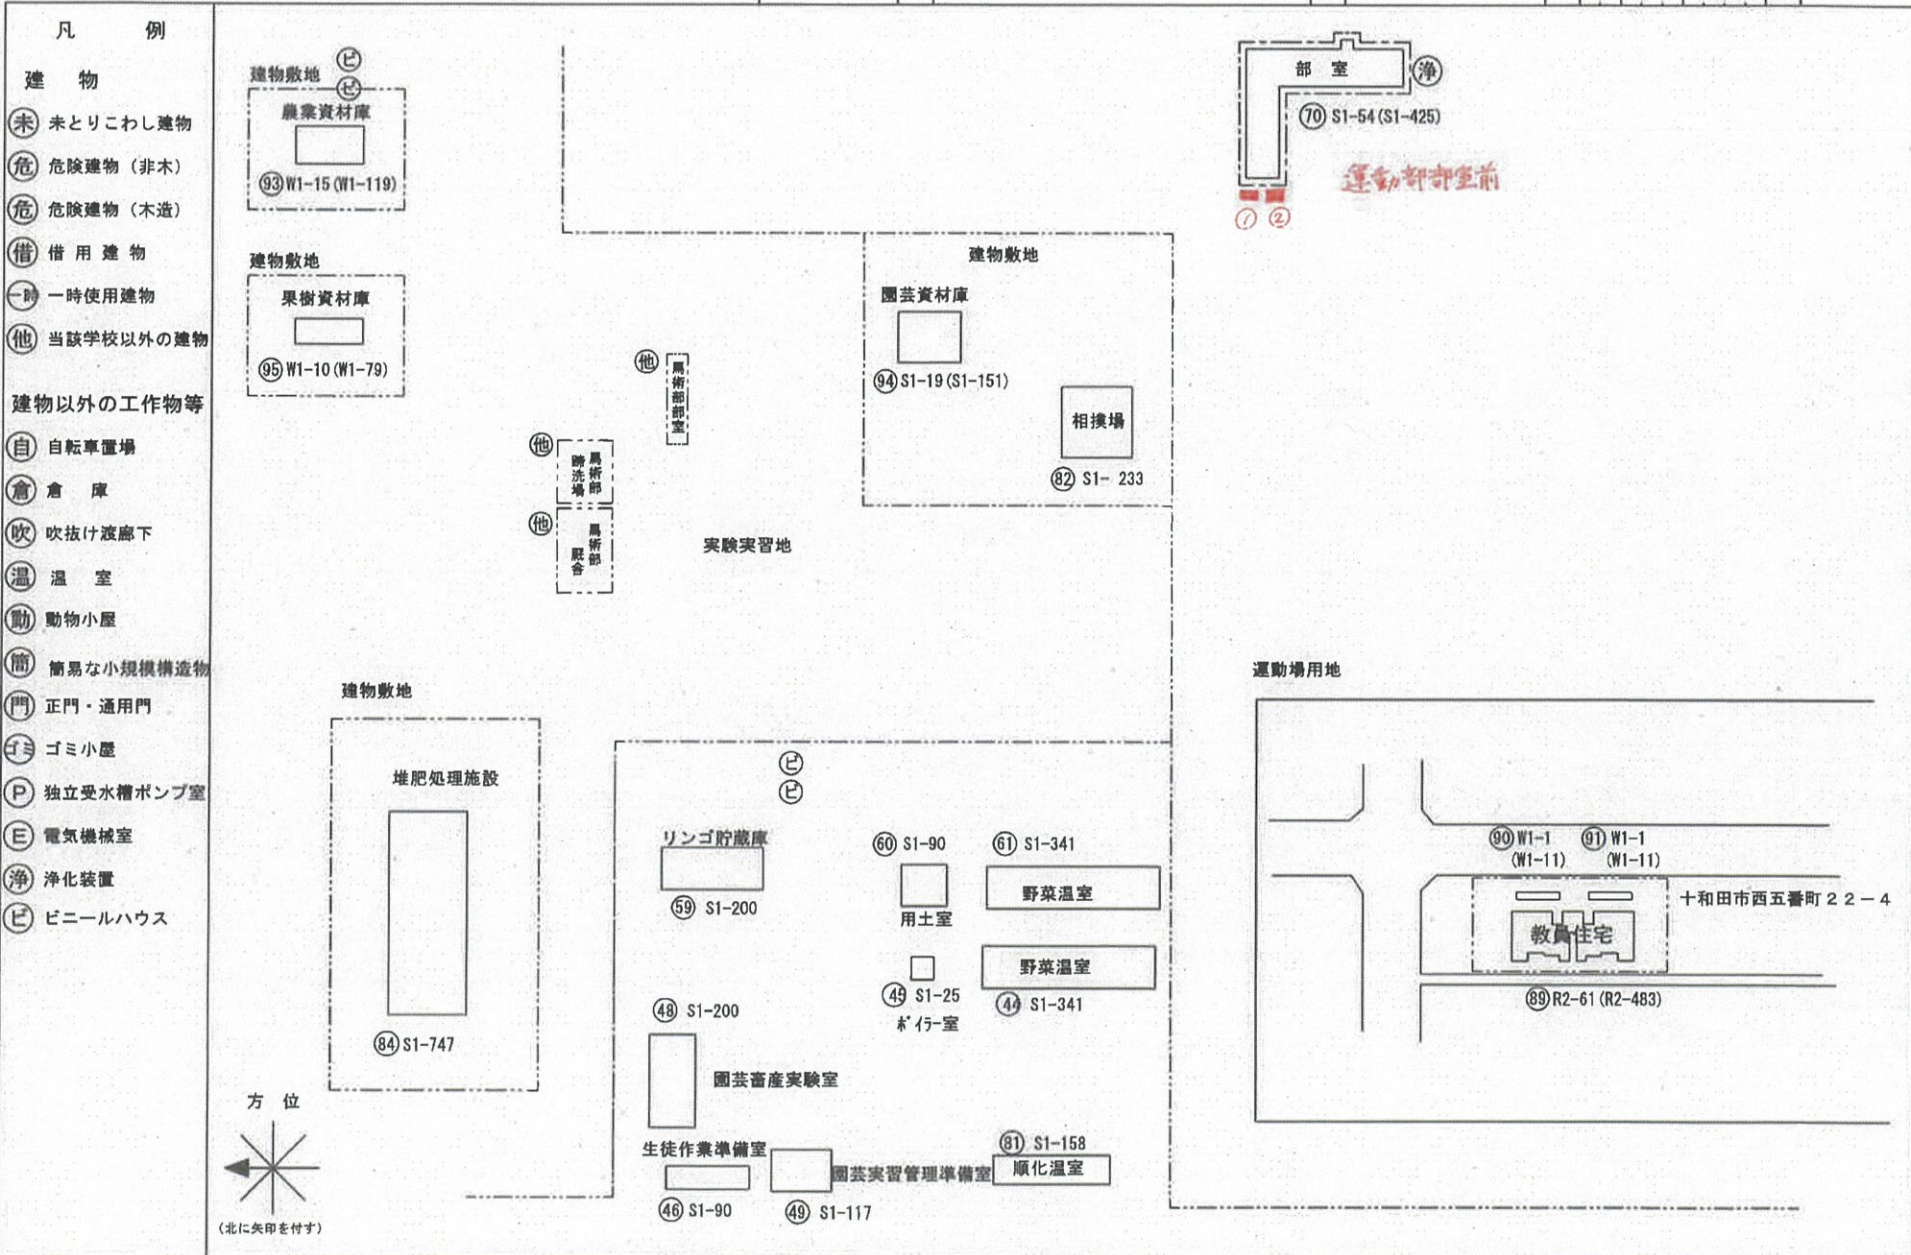 凡 例
建 物
未 未とりこわし建物
危 危険建物（非木）
危 危険建物（木造）
借 借用建物
一時 一時使用建物
他 当該学校以外の建物
建物以外の工作物等
自 自転車置場
倉 倉 庫
吹 吹抜け渡廊下
温 温 室
動 動物小屋
簡 簡易な小規模構造物
門 正門・通用門
ゴミ ゴミ小屋
P 独立受水槽ポンプ室
E 電気機械室
浄 浄化装置
ビ ビニールハウス
方 位
(北に矢印を付す)
ビ
ビ
建物敷地
農業資材庫
93 W1-15(W1-119)
建物敷地
果樹資材庫
95 W1-10(W1-79)
他
馬術部部室
他
馬術部
蹄洗場
他
馬術部
厩舎
実験実習地
建物敷地
園芸資材庫
94 S1-19(S1-151)
相撲場
82 S1- 233
部 室
浄
70 S1-54(S1-425)
運動部部室前
① ②
建物敷地
堆肥処理施設
84 S1-747
ビ
ビ
リンゴ貯蔵庫
59 S1-200
60 S1-90
用土室
61 S1-341
野菜温室
野菜温室
44 S1-341
45 S1-25
ボイラー室
48 S1-200
園芸畜産実験室
生徒作業準備室
46 S1-90
園芸実習管理準備室
49 S1-117
81 S1-158
順化温室
運動場用地
90 W1-1
(W1-11)
91 W1-1
(W1-11)
十和田市西五番町２２－４
教員住宅
89 R2-61(R2-483)